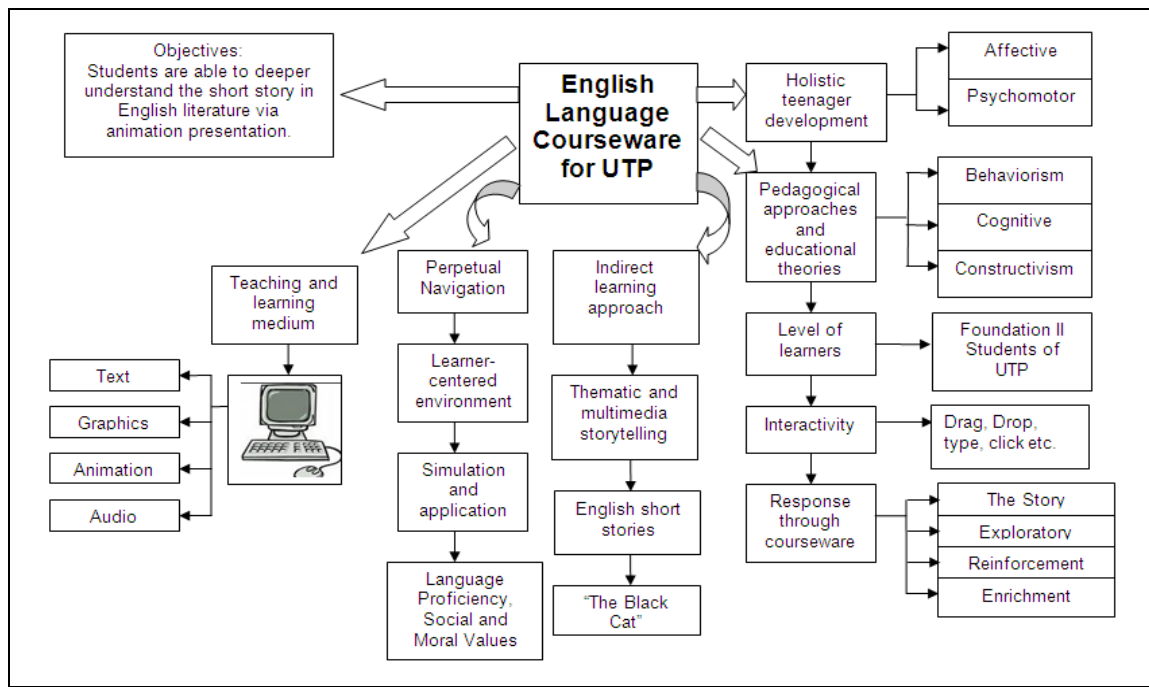 Objectives:
Students are able to deeper
understand the short story in
English literature via
animation presentation.
English
Language
Courseware
for UTP
Holistic
teenager
development
Affective
Psychomotor
Pedagogical
approaches
and
educational
theories
Behaviorism
Cognitive
Constructivism
Teaching and
learning
medium
Perpetual
Navigation
Indirect
learning
approach
Level of
learners
Foundation II
Students of
UTP
Text
Graphics
Animation
Audio
Learner-
centered
environment
Thematic and
multimedia
storytelling
Interactivity
Drag, Drop,
type, click etc.
Simulation
and
application
English short
stories
Response
through
courseware
The Story
Exploratory
Reinforcement
Enrichment
Language
Proficiency,
Social and
Moral Values
“The Black
Cat”